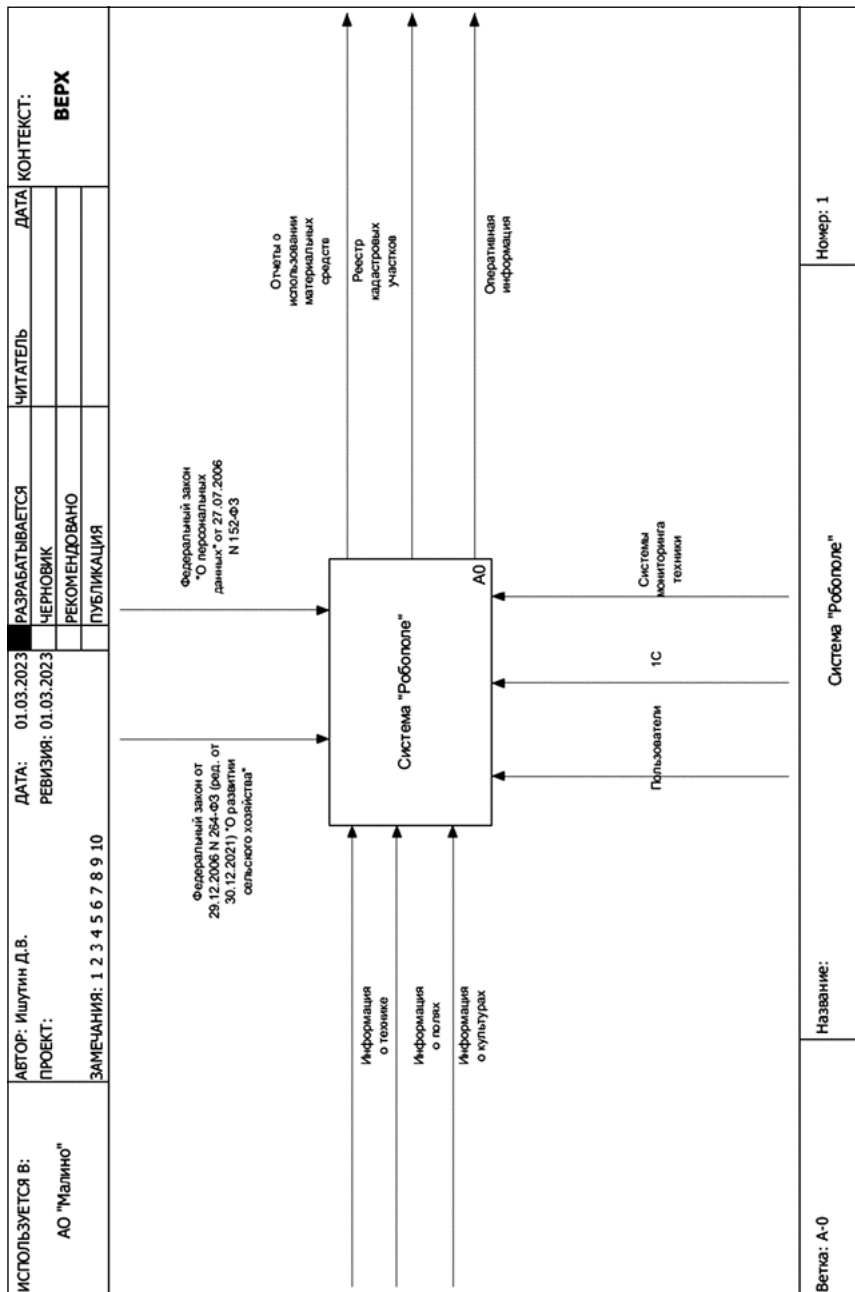 ИСПОЛЬЗУЕТСЯ В:
АО "Малино"
АВТОР: Ишутин Д.В.
ПРОЕКТ:
ЗАМЕЧАНИЯ: 1 2 3 4 5 6 7 8 9 10
ДАТА: 01.03.2023
РЕВИЗИЯ: 01.03.2023
РАЗРАБАТЫВАЕТСЯ
ЧЕРНОВИК
РЕКОМЕНДОВАНО
ПУБЛИКАЦИЯ
ЧИТАТЕЛЬ
ДАТА
КОНТЕКСТ:
ВЕРХ
Федеральный закон от
29.12.2006 N 264-ФЗ (ред. от
30.12.2021) "О развитии
сельского хозяйства"
Федеральный закон
"О персональных
данных" от 27.07.2006
N 152-ФЗ
Информация
о технике
Информация
о полях
Информация
о культурах
Система "Робополе"
A0
Отчеты о
использовании
материальных
средств
Реестр
кадастровых
участков
Оперативная
информация
Пользователи
1С
Системы
мониторинга
техники
Ветка: A-0
Название:
Система "Робополе"
Номер: 1